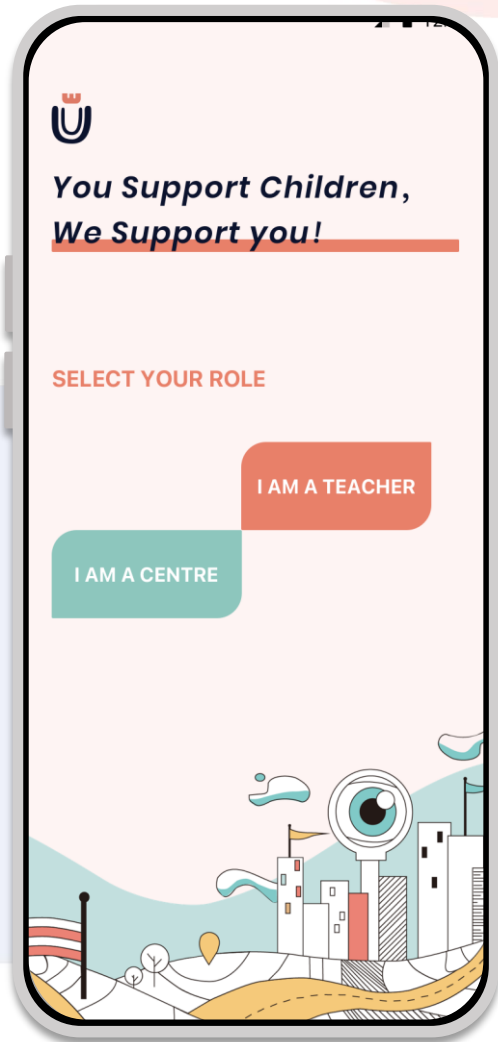 You Support Children,
We Support you!
SELECT YOUR ROLE
I AM A TEACHER
I AM A CENTRE